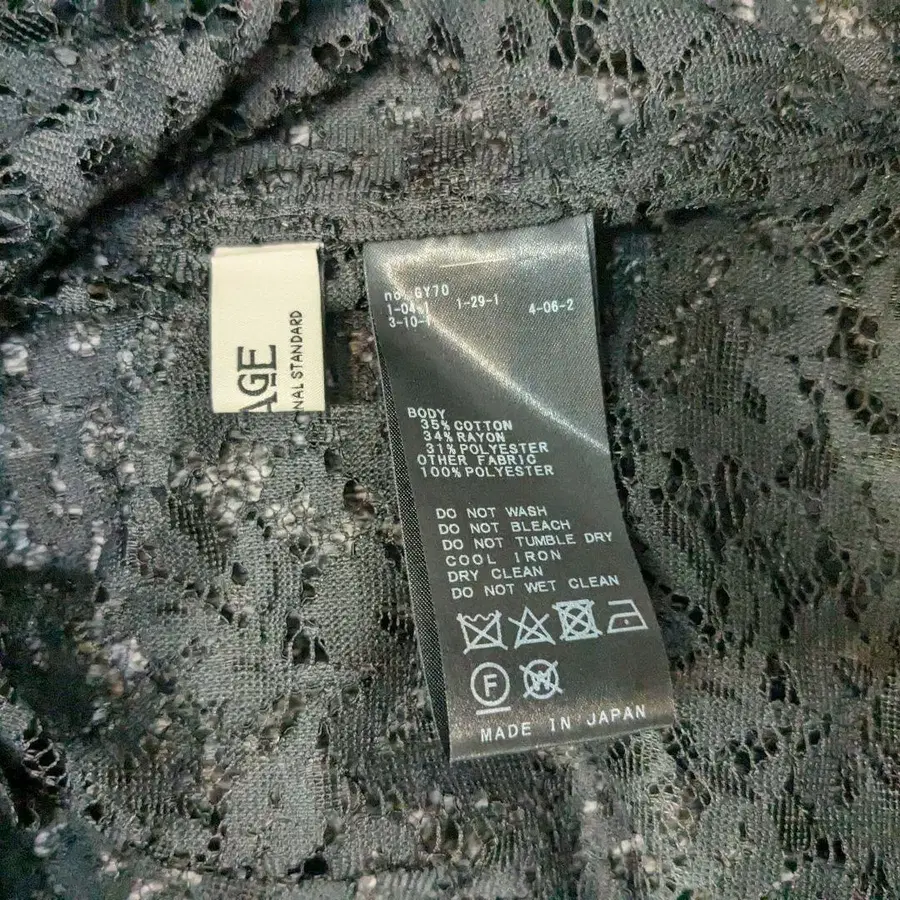 AGE
NAL STANDARD
no. GY70
1-04-1 1-29-1 4-06-2
3-10-1
BODY
35% COTTON
34% RAYON
31% POLYESTER
OTHER FABRIC
100% POLYESTER
DO NOT WASH
DO NOT BLEACH
DO NOT TUMBLE DRY
COOL IRON
DRY CLEAN
DO NOT WET CLEAN
F W
MADE IN JAPAN